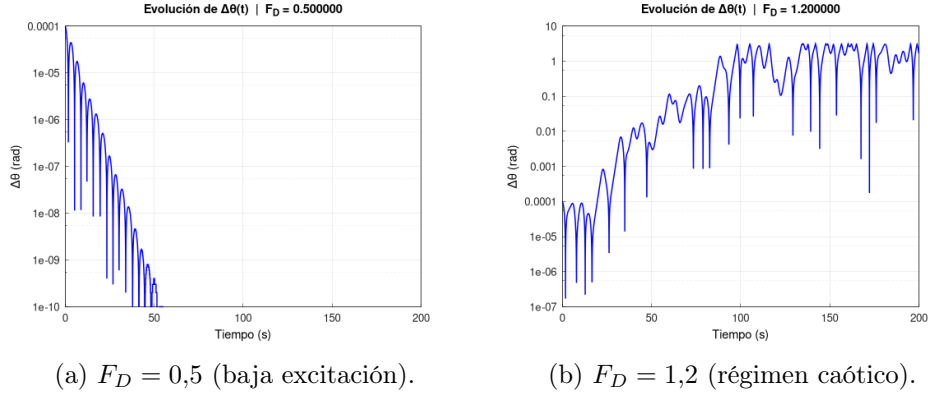 Evolución de Δθ(t) | F_D = 0.500000
0.0001
1e-05
1e-06
1e-07
1e-08
1e-09
1e-10
Δθ (rad)
0 50 100 150 200
Tiempo (s)
(a) F_D = 0,5 (baja excitación).
Evolución de Δθ(t) | F_D = 1.200000
10
1
0.1
0.01
0.001
0.0001
1e-05
1e-06
1e-07
Δθ (rad)
0 50 100 150 200
Tiempo (s)
(b) F_D = 1,2 (régimen caótico).